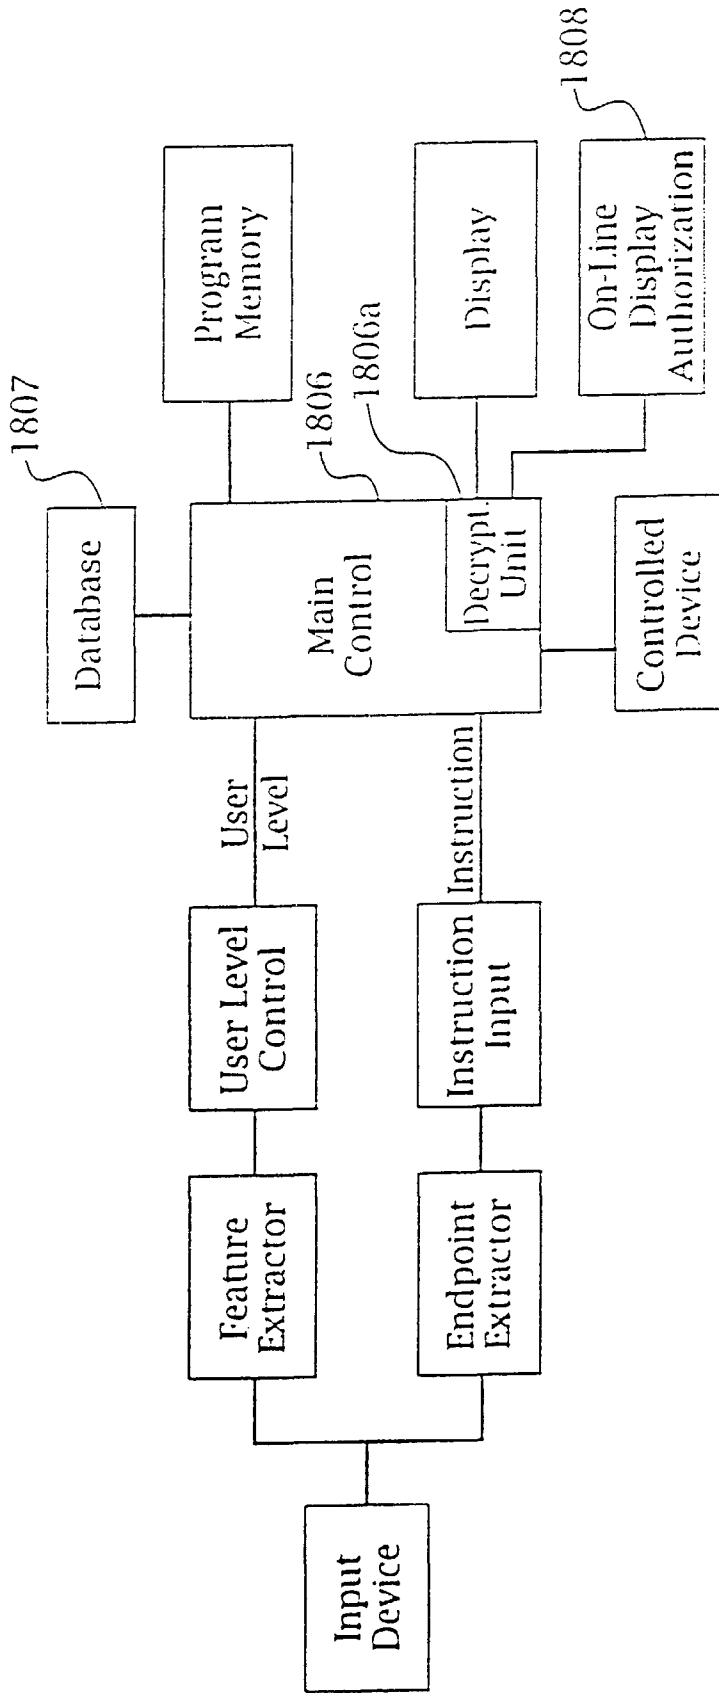 Input
Device
Feature
Extractor
User Level
Control
User
Level
Endpoint
Extractor
Instruction
Input
Instruction
Database
1807
Main
Control
1806
Decrypt.
Unit
1806a
Program
Memory
Display
On-Line
Display
Authorization
1808
Controlled
Device